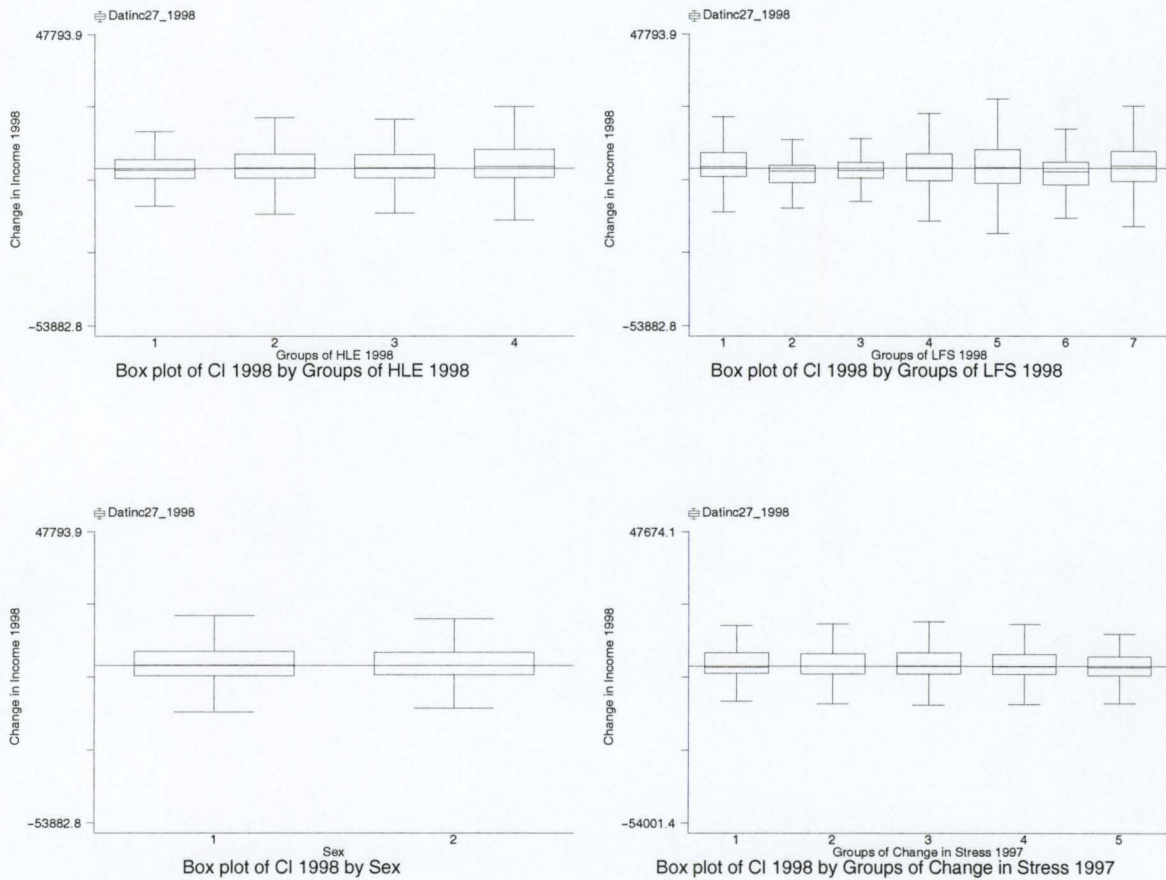 Datinc27_1998
47793.9
Change in Income 1998
-53882.8
1 2 3 4
Groups of HLE 1998
Box plot of CI 1998 by Groups of HLE 1998
Datinc27_1998
47793.9
Change in Income 1998
-53882.8
1 2 3 4 5 6 7
Groups of LFS 1998
Box plot of CI 1998 by Groups of LFS 1998
Datinc27_1998
47793.9
Change in Income 1998
-53882.8
1 2
Sex
Box plot of CI 1998 by Sex
Datinc27_1998
47674.1
Change in Income 1998
-54001.4
1 2 3 4 5
Groups of Change in Stress 1997
Box plot of CI 1998 by Groups of Change in Stress 1997